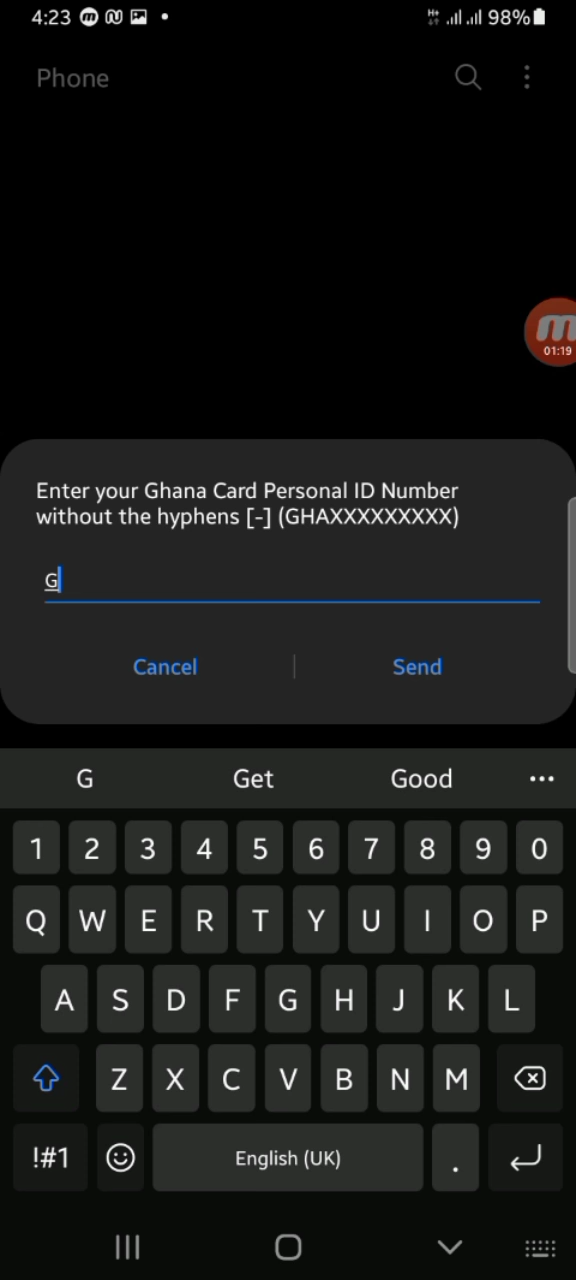 4:23 98%
Phone
01:19
Enter your Ghana Card Personal ID Number
without the hyphens [-] (GHAXXXXXXXXXX)
G
Cancel Send
G Get Good
1 2 3 4 5 6 7 8 9 0
Q W E R T Y U I O P
A S D F G H J K L
Z X C V B N M
!#1 English (UK) .